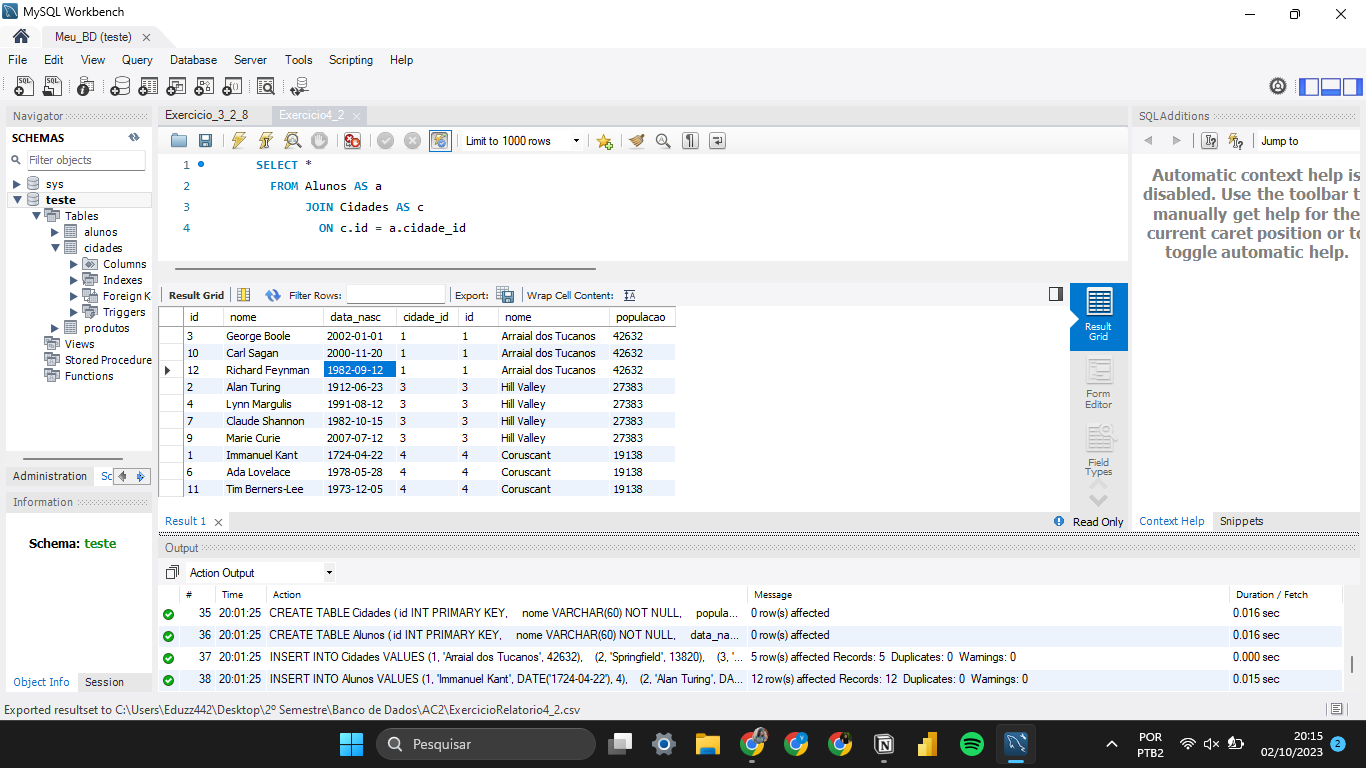 MySQL Workbench
Meu_BD (teste)
File Edit View Query Database Server Tools Scripting Help
Navigator
SCHEMAS
Filter objects
sys
teste
Tables
alunos
cidades
Columns
Indexes
Foreign K
Triggers
produtos
Views
Stored Procedure
Functions
Administration Sc
Information
Schema: teste
Object Info Session
Exercicio_3_2_8 Exercicio4_2
Limit to 1000 rows
1 SELECT *
2 FROM Alunos AS a
3 JOIN Cidades AS c
4 ON c.id = a.cidade_id
Result Grid Filter Rows: Export: Wrap Cell Content:
id nome data_nasc cidade_id id nome populacao
3 George Boole 2002-01-01 1 1 Arraial dos Tucanos 42632
10 Carl Sagan 2000-11-20 1 1 Arraial dos Tucanos 42632
12 Richard Feynman 1982-09-12 1 1 Arraial dos Tucanos 42632
2 Alan Turing 1912-06-23 3 3 Hill Valley 27383
4 Lynn Margulis 1991-08-12 3 3 Hill Valley 27383
7 Claude Shannon 1982-10-15 3 3 Hill Valley 27383
9 Marie Curie 2007-07-12 3 3 Hill Valley 27383
1 Immanuel Kant 1724-04-22 4 4 Coruscant 19138
6 Ada Lovelace 1978-05-28 4 4 Coruscant 19138
11 Tim Berners-Lee 1973-12-05 4 4 Coruscant 19138
Result
Grid
Form
Editor
Field
Types
Result 1
Read Only
SQLAdditions
Jump to
Automatic context help is
disabled. Use the toolbar t
manually get help for the
current caret position or to
toggle automatic help.
Context Help Snippets
Output
Action Output
# Time Action Message Duration / Fetch
35 20:01:25 CREATE TABLE Cidades ( id INT PRIMARY KEY, nome VARCHAR(60) NOT NULL, popula... 0 row(s) affected 0.016 sec
36 20:01:25 CREATE TABLE Alunos ( id INT PRIMARY KEY, nome VARCHAR(60) NOT NULL, data_na... 0 row(s) affected 0.016 sec
37 20:01:25 INSERT INTO Cidades VALUES (1, 'Arraial dos Tucanos', 42632), (2, 'Springfield', 13820), (3, '... 5 row(s) affected Records: 5 Duplicates: 0 Warnings: 0 0.000 sec
38 20:01:25 INSERT INTO Alunos VALUES (1, 'Immanuel Kant', DATE('1724-04-22'), 4), (2, 'Alan Turing', DA... 12 row(s) affected Records: 12 Duplicates: 0 Warnings: 0 0.015 sec
Exported resultset to C:\Users\Eduzz442\Desktop\2º Semestre\Banco de Dados\AC2\ExercicioRelatorio4_2.csv
Pesquisar
POR
PTB2
20:15
02/10/2023
2